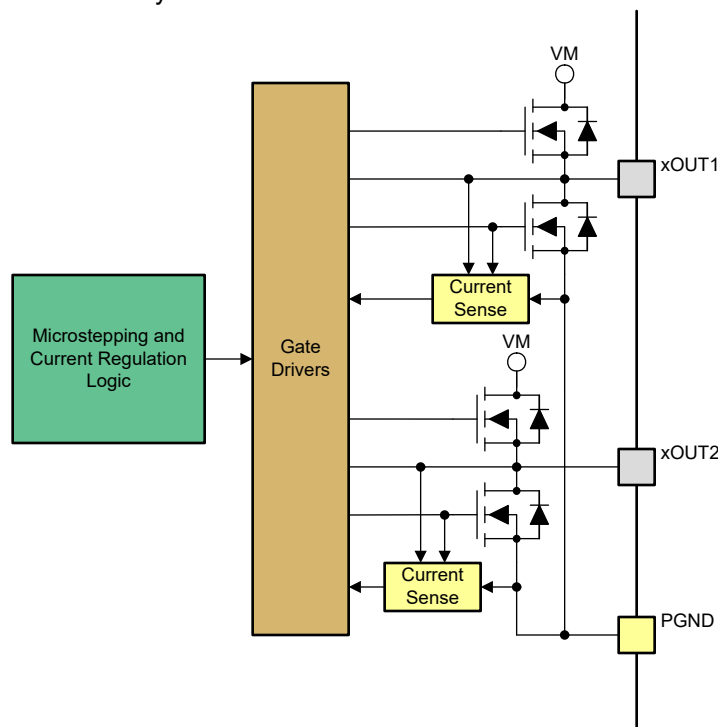 y
VM
xOUT1
Current
Sense
Microstepping and
Current Regulation
Logic
Gate
Drivers
VM
xOUT2
Current
Sense
PGND